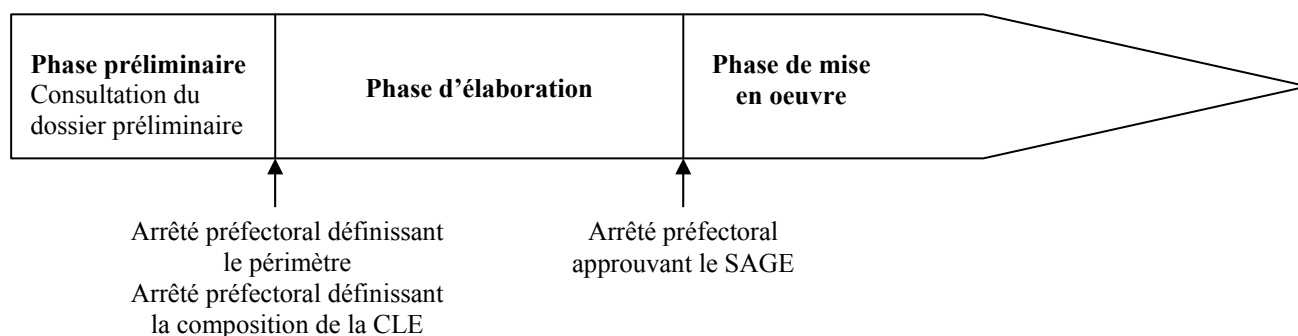 Phase préliminaire
Consultation du
dossier préliminaire
Phase d’élaboration
Phase de mise
en oeuvre
Arrêté préfectoral définissant
le périmètre
Arrêté préfectoral définissant
la composition de la CLE
Arrêté préfectoral
approuvant le SAGE